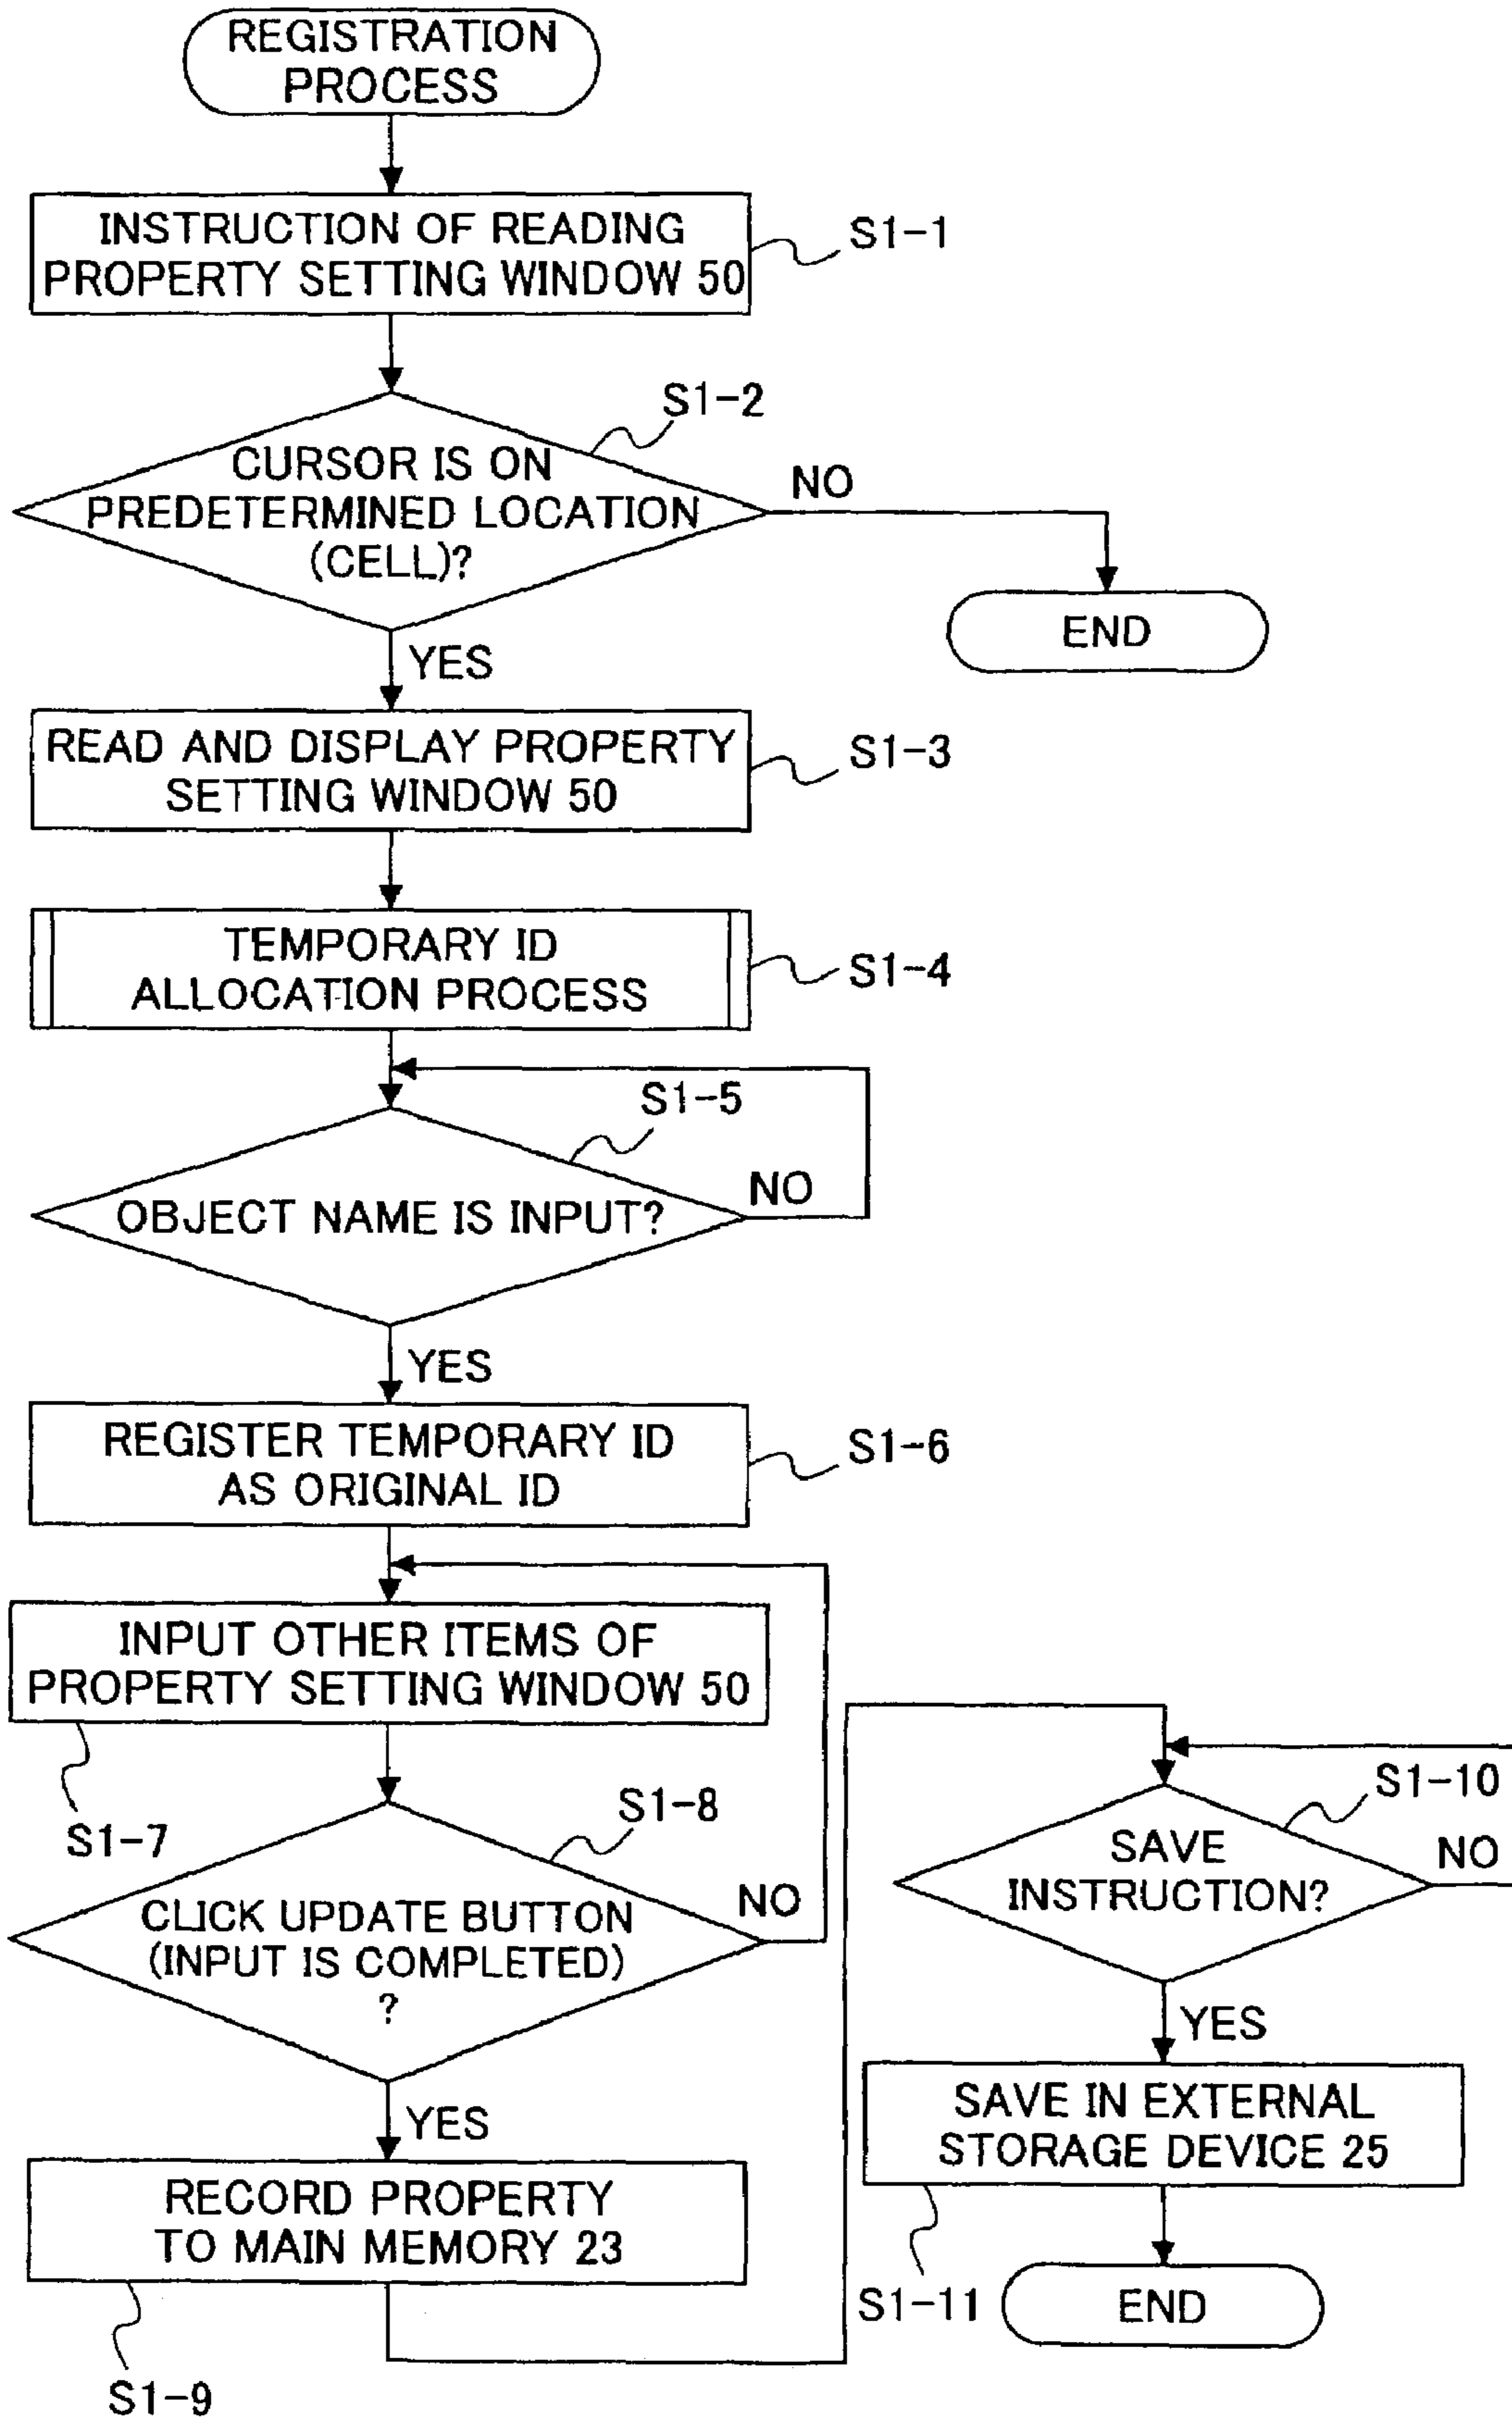 REGISTRATION
PROCESS
INSTRUCTION OF READING
PROPERTY SETTING WINDOW 50
S1-1
S1-2
CURSOR IS ON
PREDETERMINED LOCATION
(CELL)?
NO
END
YES
READ AND DISPLAY PROPERTY
SETTING WINDOW 50
S1-3
TEMPORARY ID
ALLOCATION PROCESS
S1-4
S1-5
OBJECT NAME IS INPUT?
NO
YES
REGISTER TEMPORARY ID
AS ORIGINAL ID
S1-6
INPUT OTHER ITEMS OF
PROPERTY SETTING WINDOW 50
S1-7
S1-8
CLICK UPDATE BUTTON
(INPUT IS COMPLETED)
?
NO
YES
RECORD PROPERTY
TO MAIN MEMORY 23
S1-9
S1-10
SAVE
INSTRUCTION?
NO
YES
SAVE IN EXTERNAL
STORAGE DEVICE 25
S1-11
END